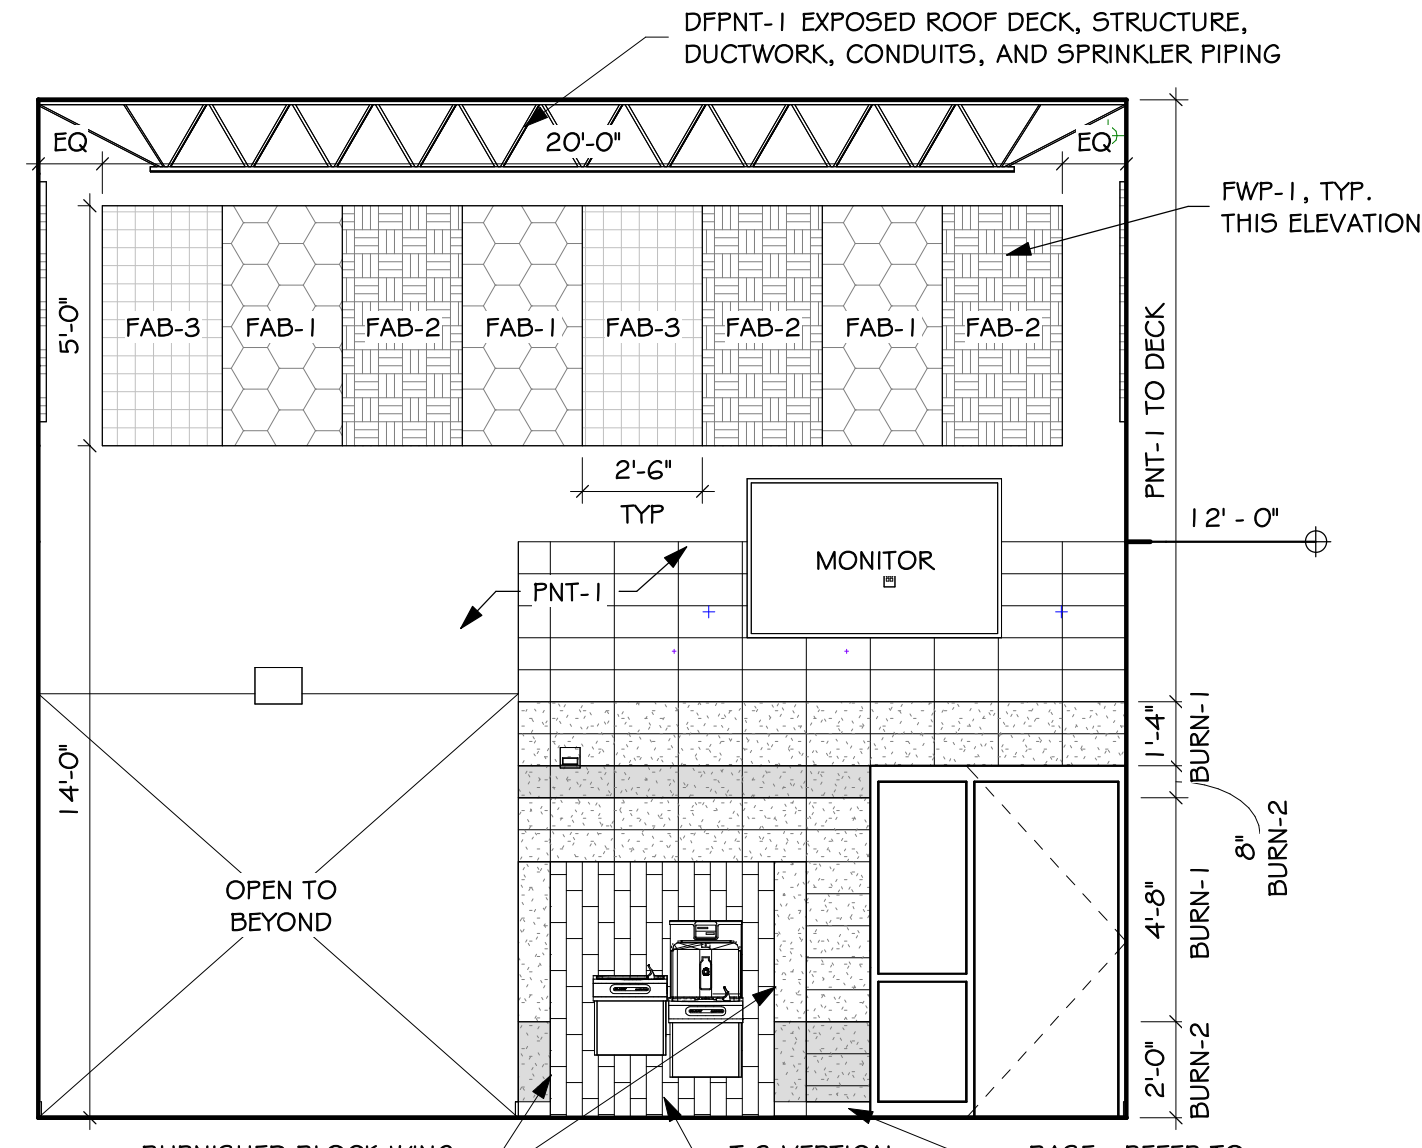 DFPNT-1 EXPOSED ROOF DECK, STRUCTURE,
DUCTWORK, CONDUITS, AND SPRINKLER PIPING
EQ
20'-0"
EQ
FWP-1, TYP.
THIS ELEVATION
5'-0"
FAB-3
FAB-1
FAB-2
FAB-1
FAB-3
FAB-2
FAB-1
FAB-2
PNT-1 TO DECK
2'-6"
TYP
12' - 0"
MONITOR
PNT-1
14'-0"
1'-4"
BURN-1
8"
BURN-2
OPEN TO
BEYOND
4'-8"
BURN-1
2'-0"
BURN-2